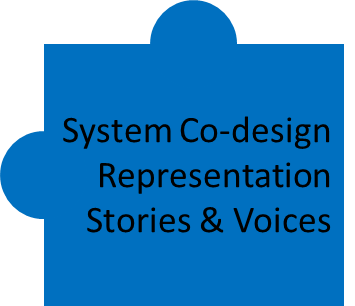 System Co-design
Representation
Stories & Voices